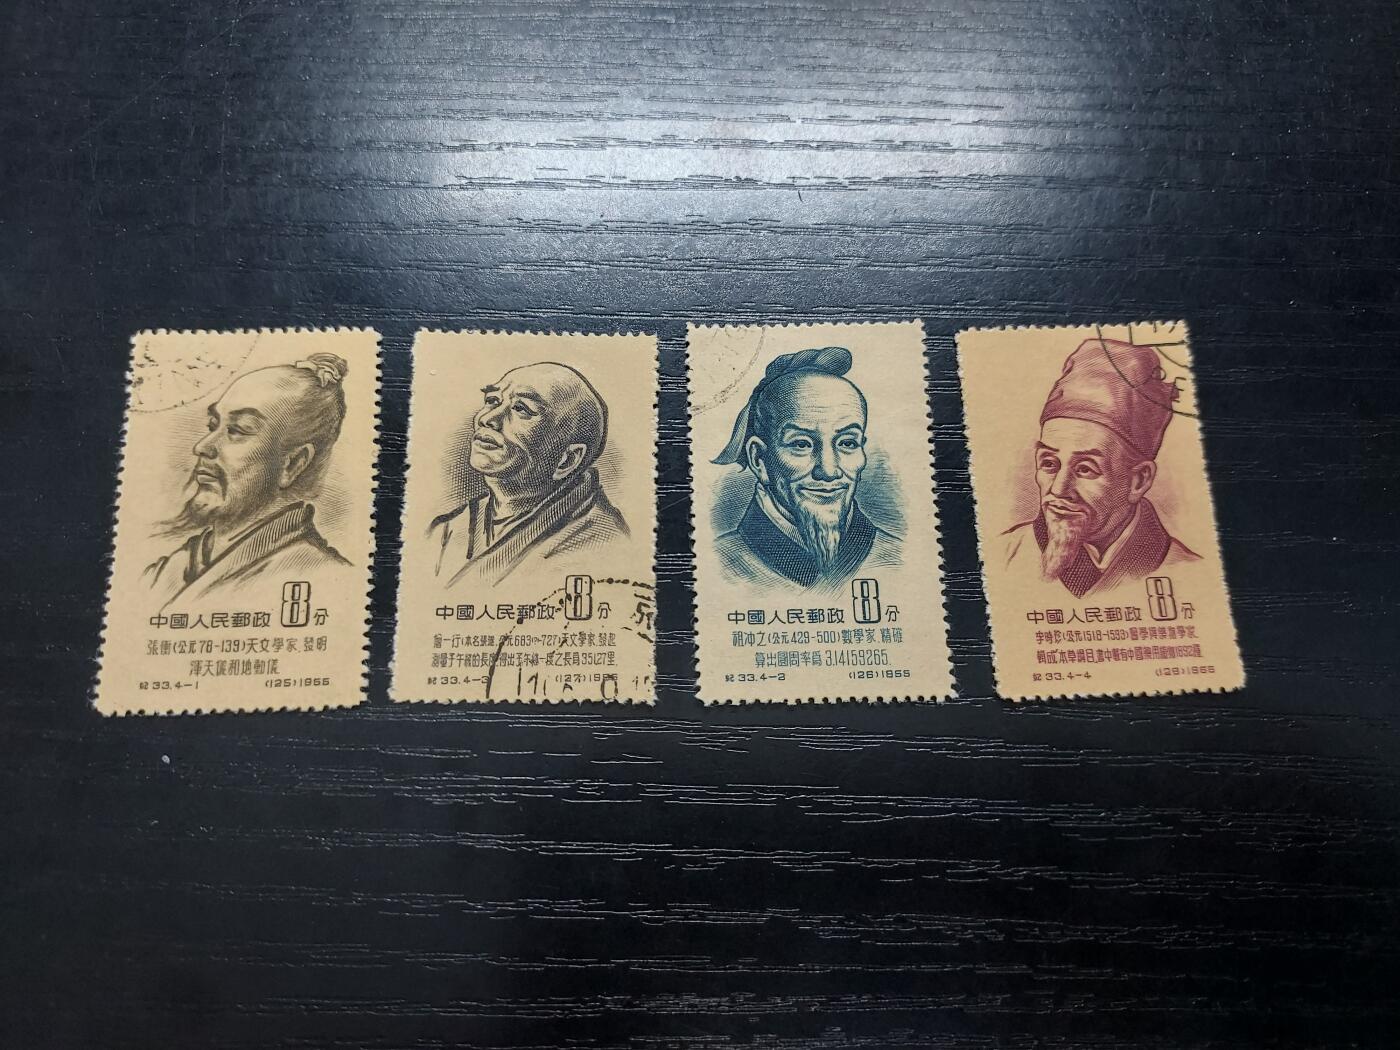 中國人民郵政 8分
張衡(公元78-139)天文學家.發明
渾天儀和地動儀
紀33.4-1 (125)1955
中國人民郵政 8分
僧一行(本名張遂.公元683-727)天文學家.發起
測量子午線的長度.得出子午線一度之長爲351.27里.
紀33.4-3 (127)1955
中國人民郵政 8分
祖冲之(公元429-500)數學家.精確
算出圓周率爲3.14159265.
紀33.4-2 (126)1955
中國人民郵政 8分
李時珍(公元1518-1593)醫學與藥物學家.
輯成"本草綱目.書中載有中國藥用植物1892種
紀33.4-4 (128)1955